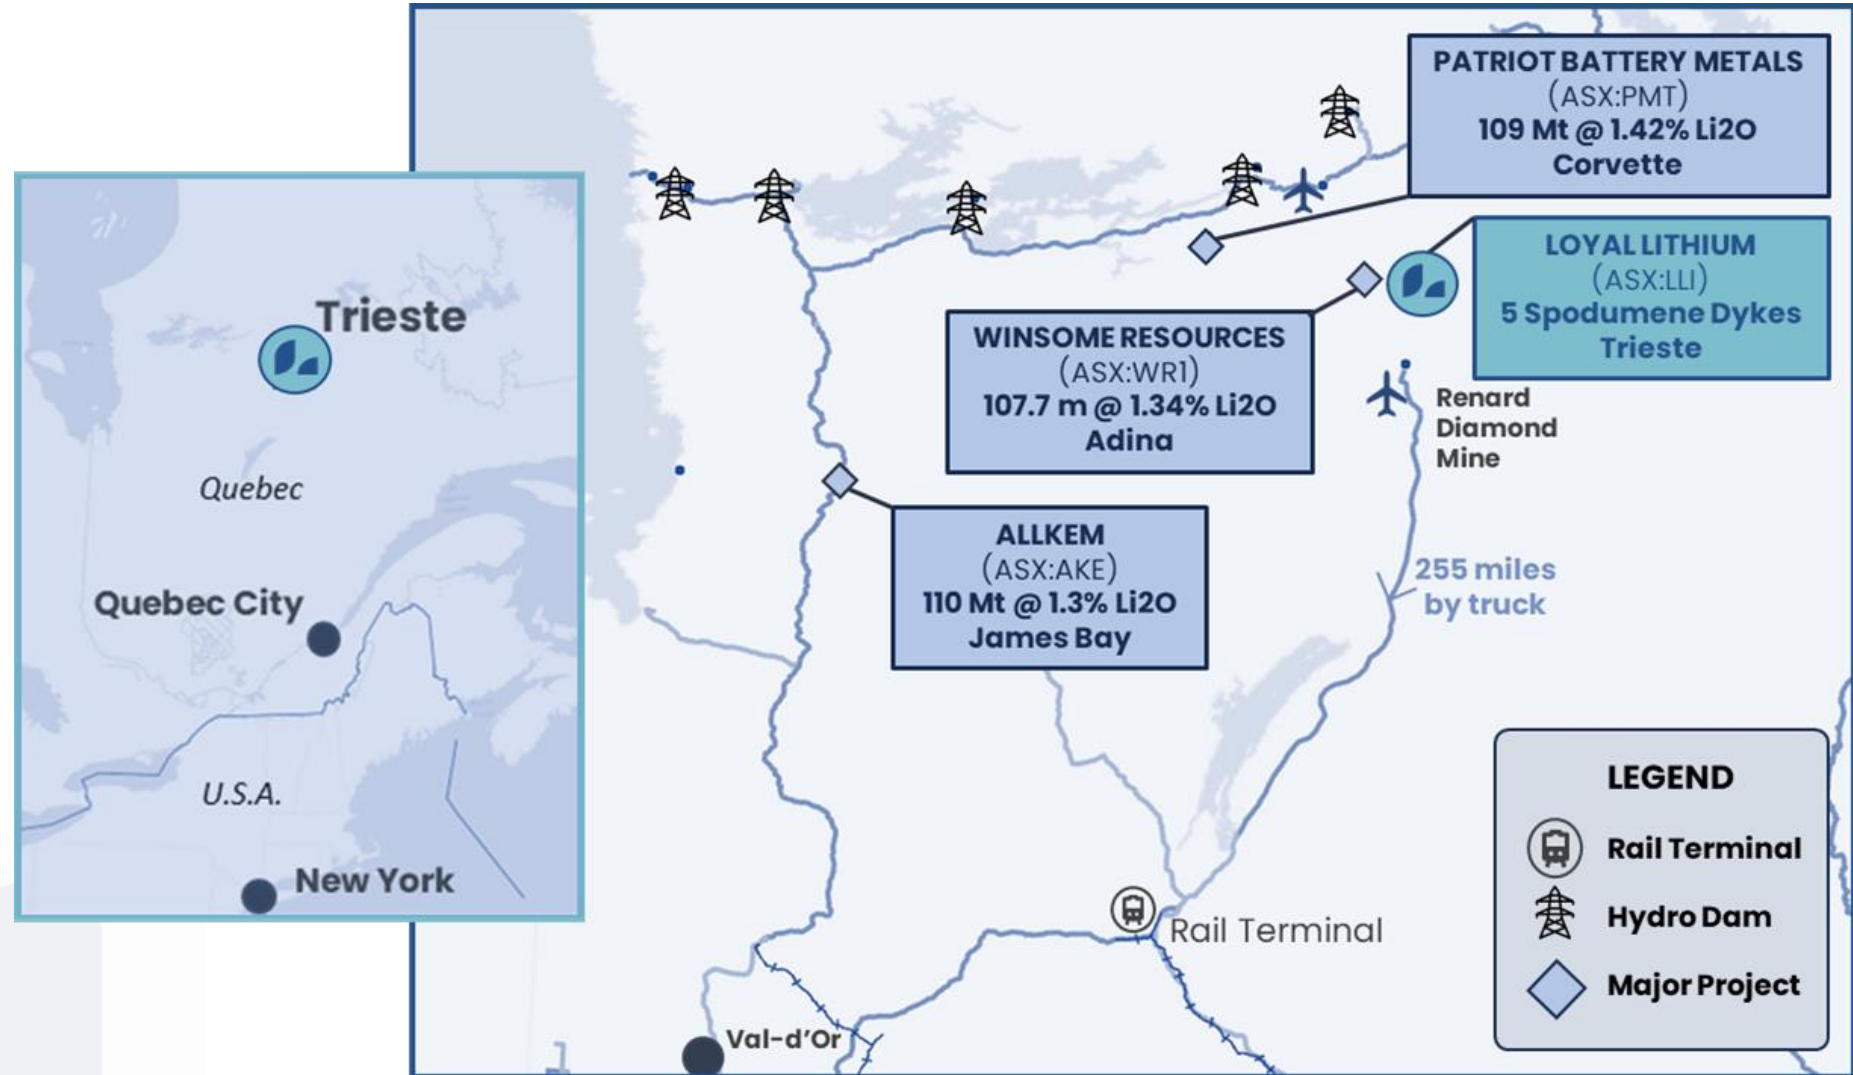 Trieste
Quebec
Quebec City
U.S.A.
New York
PATRIOT BATTERY METALS
(ASX:PMT)
109 Mt @ 1.42% Li2O
Corvette
LOYAL LITHIUM
(ASX:LLI)
5 Spodumene Dykes
Trieste
WINSOME RESOURCES
(ASX:WR1)
107.7 m @ 1.34% Li2O
Adina
Renard
Diamond
Mine
ALLKEM
(ASX:AKE)
110 Mt @ 1.3% Li2O
James Bay
255 miles
by truck
Rail Terminal
Val-d’Or
LEGEND
Rail Terminal
Hydro Dam
Major Project